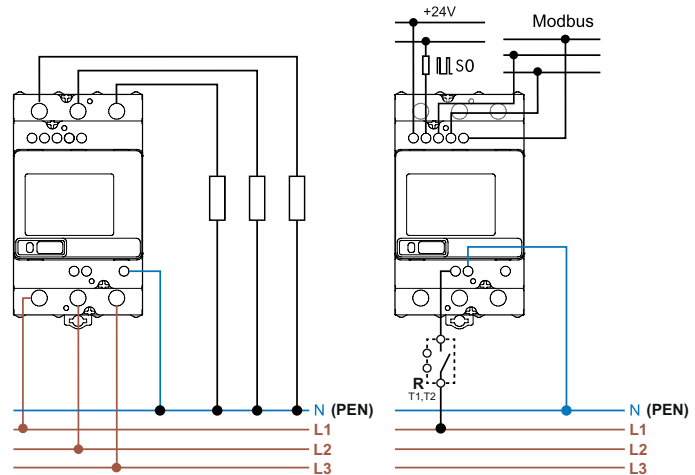 +24V
Modbus
S0
R
T1,T2
N (PEN)
L1
L2
L3
N (PEN)
L1
L2
L3